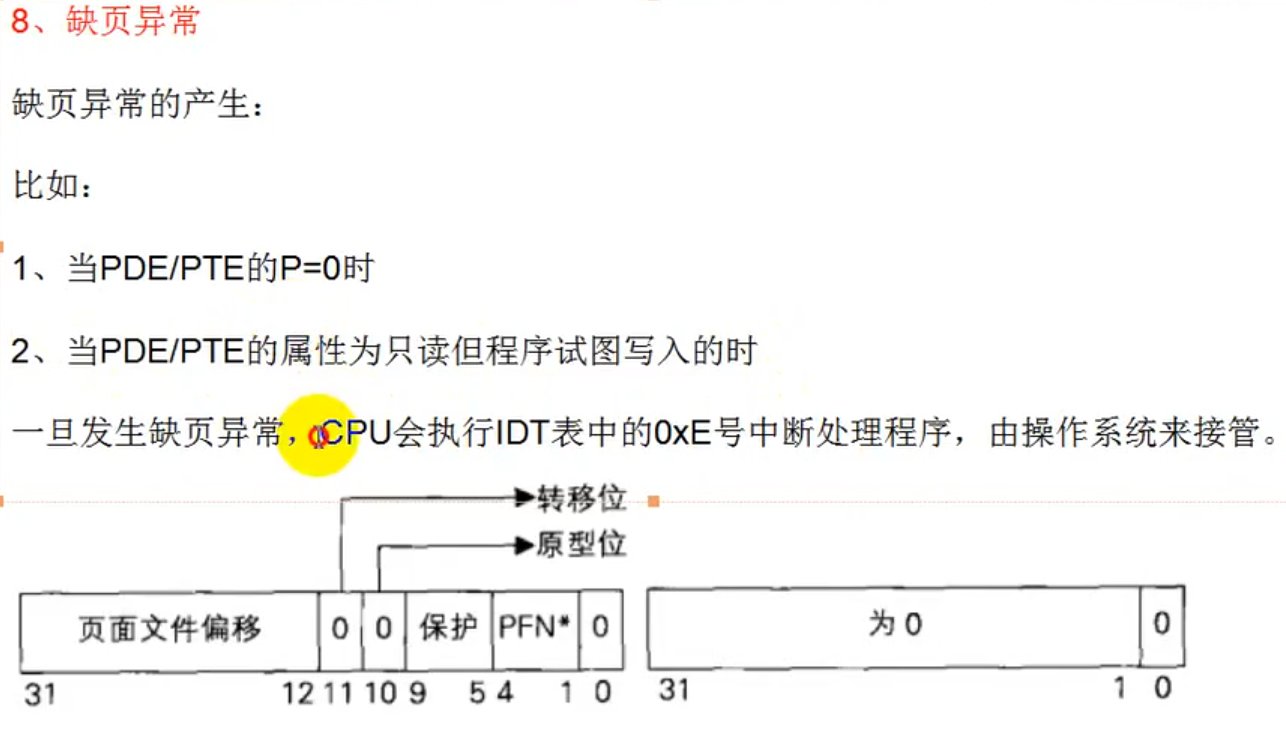 8、缺页异常
缺页异常的产生：
比如：
1、当PDE/PTE的P=0时
2、当PDE/PTE的属性为只读但程序试图写入的时
一旦发生缺页异常，CPU会执行IDT表中的0xE号中断处理程序，由操作系统来接管。
转移位
原型位
页面文件偏移 0 0 保护 PFN* 0
31 12 11 10 9 5 4 1 0
为 0 0
31 1 0